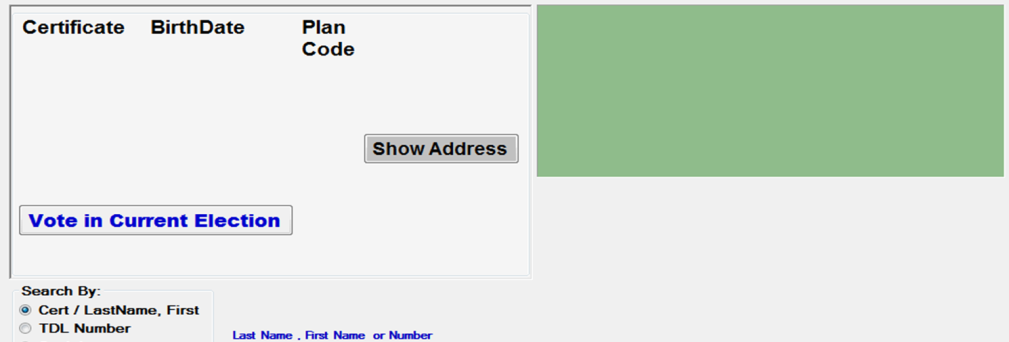 Certificate BirthDate Plan
Code
Show Address
Vote in Current Election
Search By:
Cert / LastName, First
TDL Number
Last Name , First Name or Number